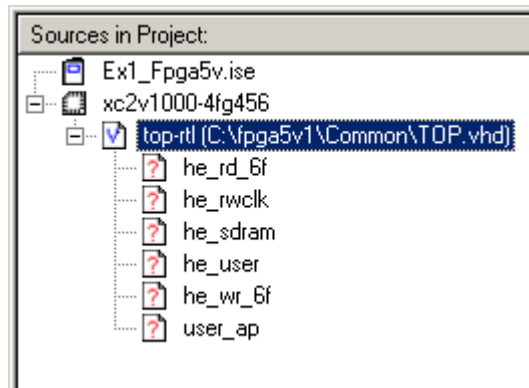 Sources in Project:
Ex1_Fpga5v.ise
xc2v1000-4fg456
top-rtl (C:\fpga5v1\Common\TOP.vhd)
he_rd_6f
he_rwclk
he_sdram
he_user
he_wr_6f
user_ap